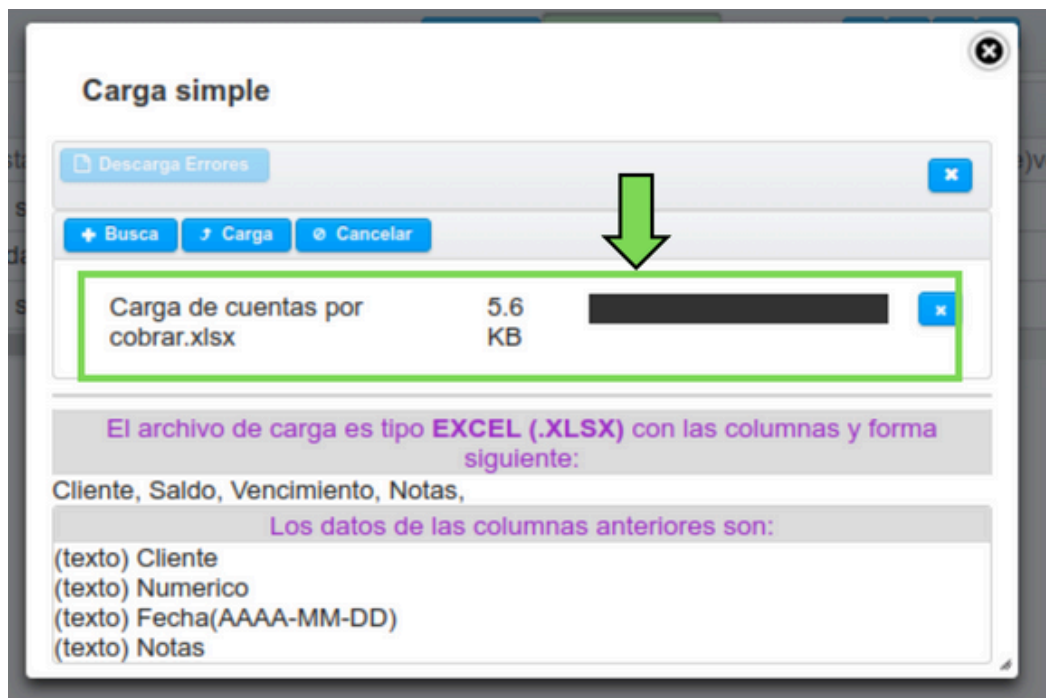 Carga simple
Descarga Errores
Busca Carga Cancelar
Carga de cuentas por 5.6
cobrar.xlsx KB
El archivo de carga es tipo EXCEL (.XLSX) con las columnas y forma
siguiente:
Cliente, Saldo, Vencimiento, Notas,
Los datos de las columnas anteriores son:
(texto) Cliente
(texto) Numerico
(texto) Fecha(AAAA-MM-DD)
(texto) Notas